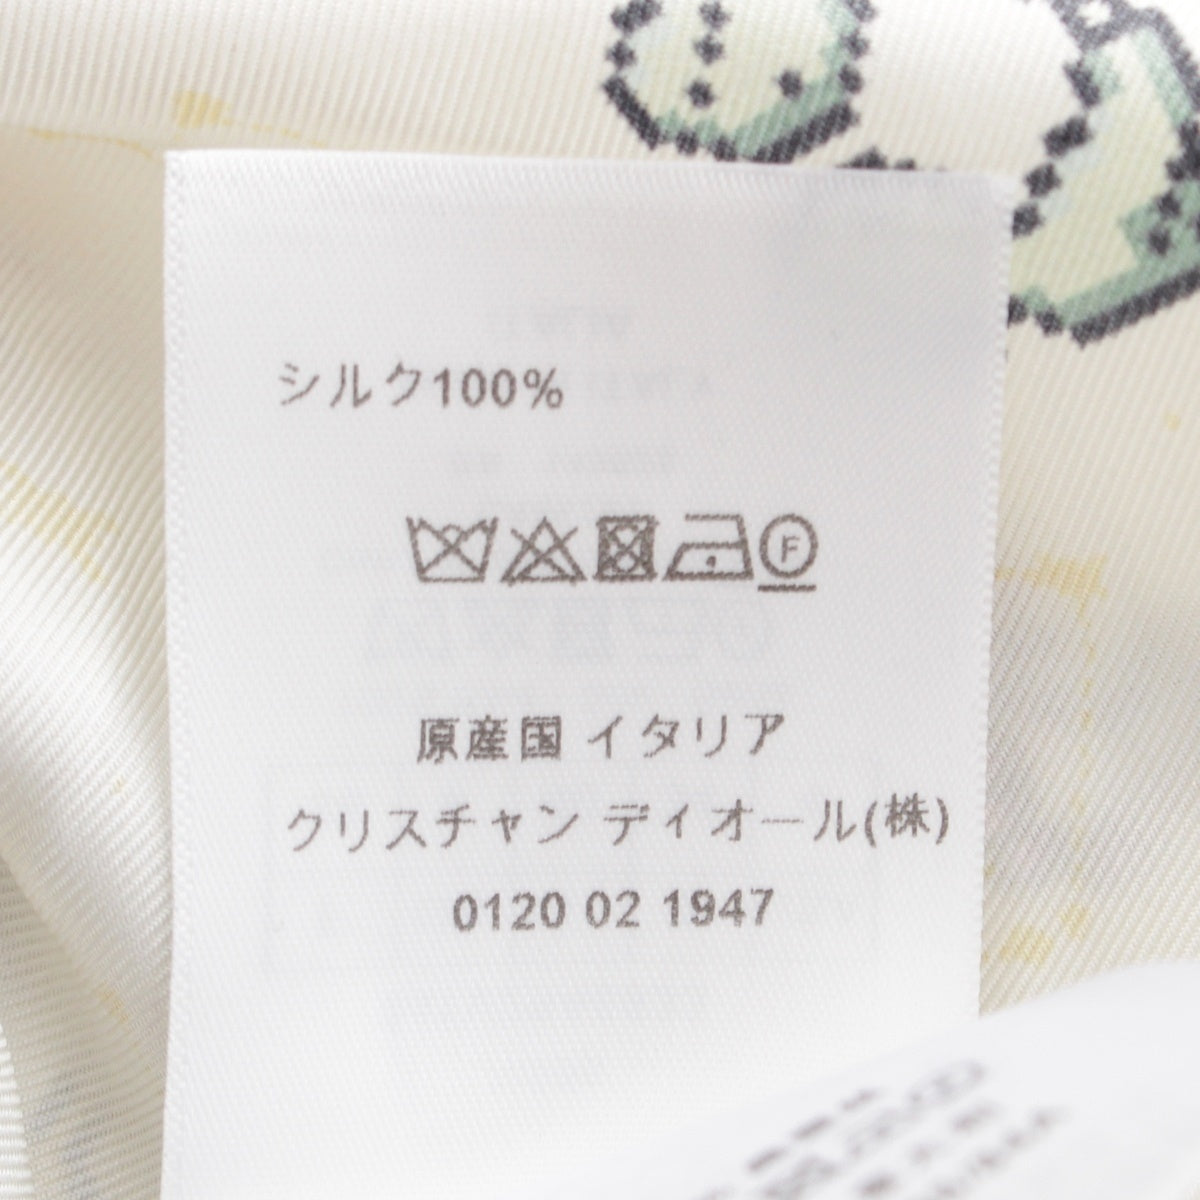 シルク100%
F
原産国 イタリア
クリスチャン ディオール(株)
0120 02 1947